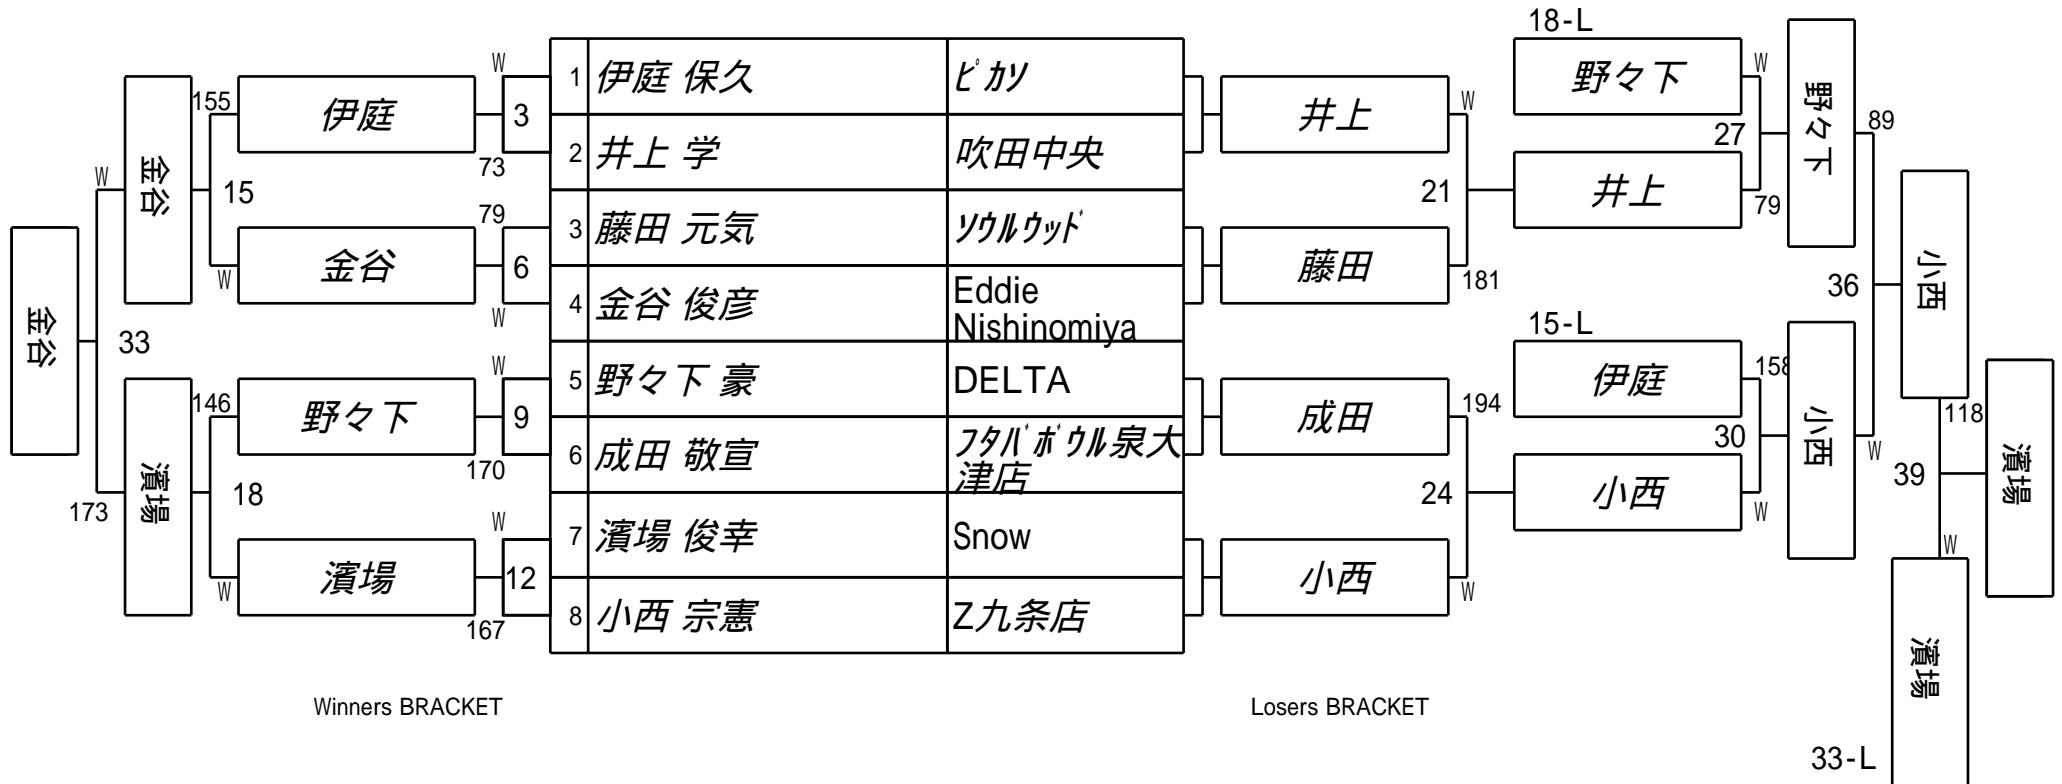 18-L
W
1 伊庭 保久 ピカソ
W
155
伊庭
3
井上
W
野々下
野々下
89
27
2 井上 学 吹田中央
73
W
金谷
15
21
井上
79
79
3 藤田 元気 ソウルウッド
金谷
6
藤田
W
181
小西
36
4 金谷 俊彦 Eddie
Nishinomiya
W
金谷
33
15-L
W
5 野々下 豪 DELTA
伊庭
158
146
野々下
9
成田
194
小西
118
30
W
6 成田 敬宣 フタバボウル泉大
津店
170
濱場
18
24
小西
W
39
濱場
173
W
7 濱場 俊幸 Snow
W
濱場
12
小西
W
W
8 小西 宗憲 Z九条店
167
濱場
Winners BRACKET
Losers BRACKET
33-L